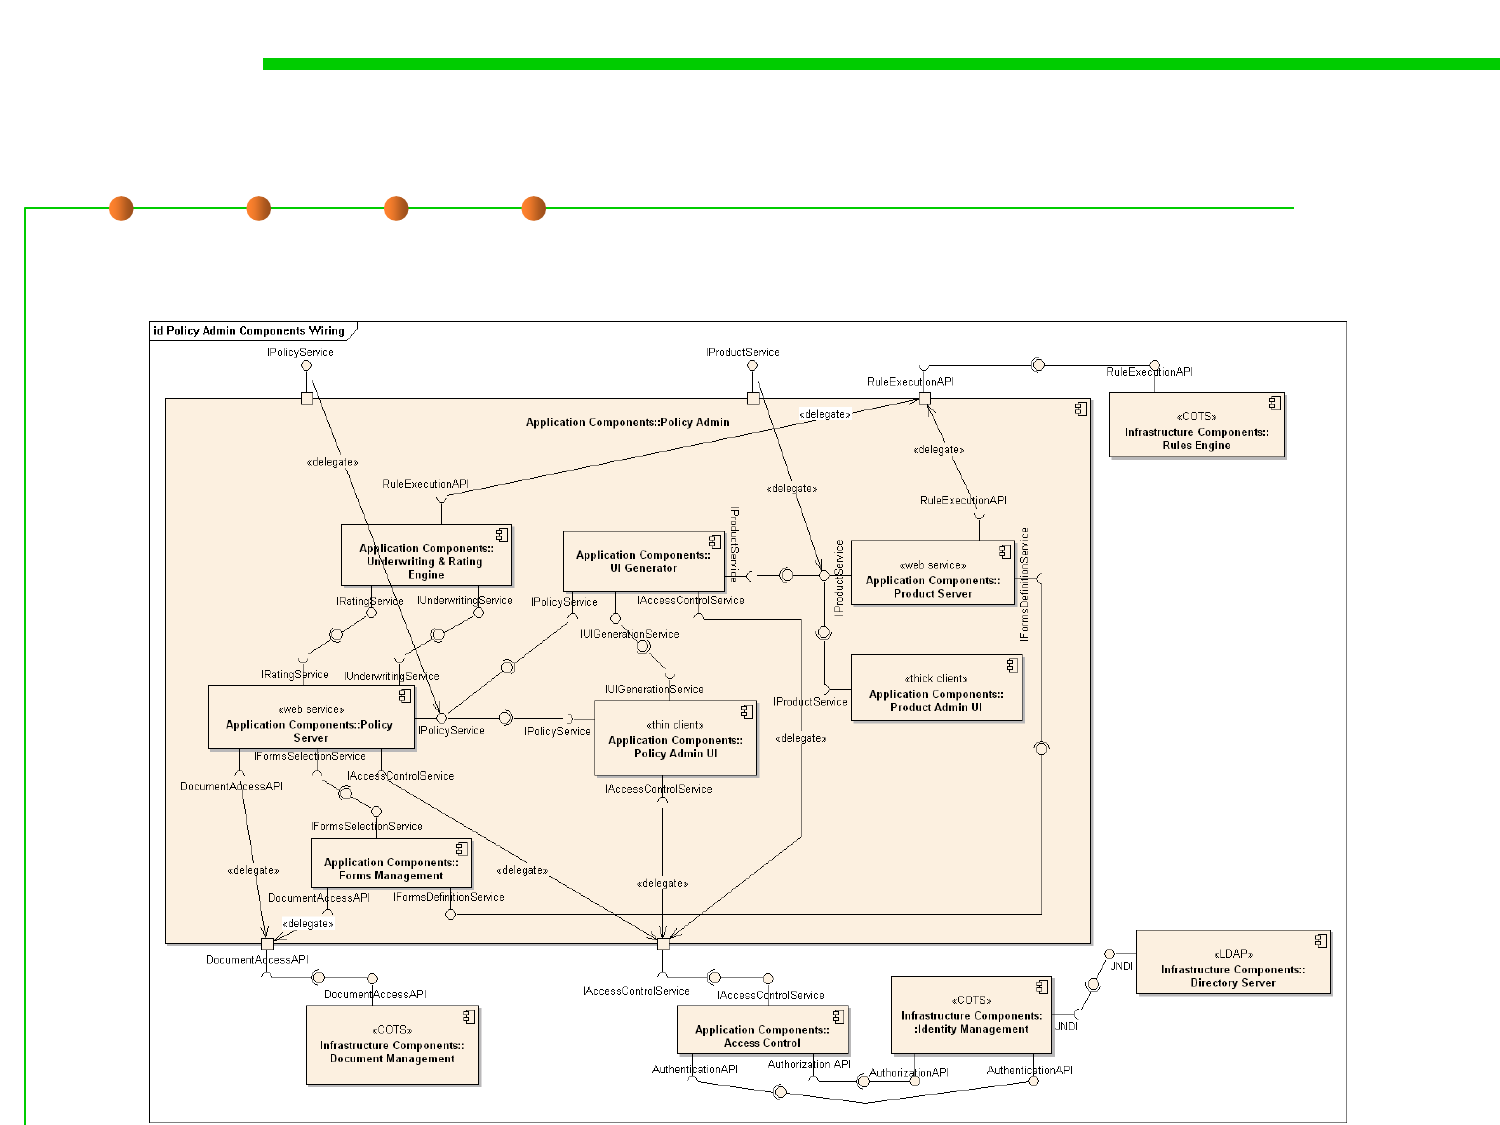 id Policy Admin Components Wiring
IPolicyService
IProductService
RuleExecutionAPI
RuleExecutionAPI
«COTS»
Infrastructure Components::
Rules Engine
Application Components::Policy Admin
«delegate»
«delegate»
«delegate»
«delegate»
RuleExecutionAPI
RuleExecutionAPI
Application Components::
Underwriting & Rating
Engine
Application Components::
UI Generator
IProductService
IProductService
«web service»
Application Components::
Product Server
IFormsDefinitionService
IRatingService
IUnderwritingService
IPolicyService
IAccessControlService
IUIGenerationService
IRatingService
IUnderwritingService
IUIGenerationService
IProductService
«thick client»
Application Components::
Product Admin UI
«web service»
Application Components::Policy
Server
IPolicyService
IPolicyService
«thin client»
Application Components::
Policy Admin UI
«delegate»
IFormsSelectionService
DocumentAccessAPI
IAccessControlService
IAccessControlService
IFormsSelectionService
Application Components::
Forms Management
«delegate»
«delegate»
«delegate»
DocumentAccessAPI
IFormsDefinitionService
«delegate»
DocumentAccessAPI
DocumentAccessAPI
IAccessControlService
IAccessControlService
«COTS»
Infrastructure Components::
Document Management
Application Components::
Access Control
«COTS»
Infrastructure Components:
:Identity Management
JNDI
JNDI
«LDAP»
Infrastructure Components::
Directory Server
AuthenticationAPI
Authorization API
AuthorizationAPI
AuthenticationAPI